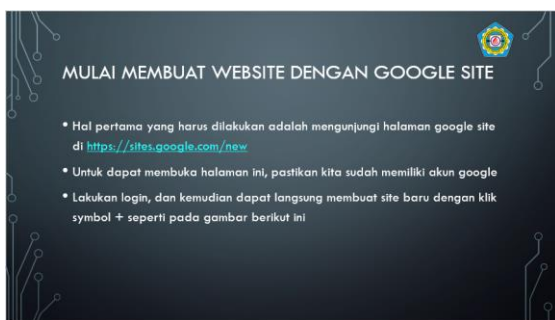 MULAI MEMBUAT WEBSITE DENGAN GOOGLE SITE
• Hal pertama yang harus dilakukan adalah mengunjungi halaman google site
di https://sites.google.com/new
• Untuk dapat membuka halaman ini, pastikan kita sudah memiliki akun google
• Lakukan login, dan kemudian dapat langsung membuat site baru dengan klik
symbol + seperti pada gambar berikut ini